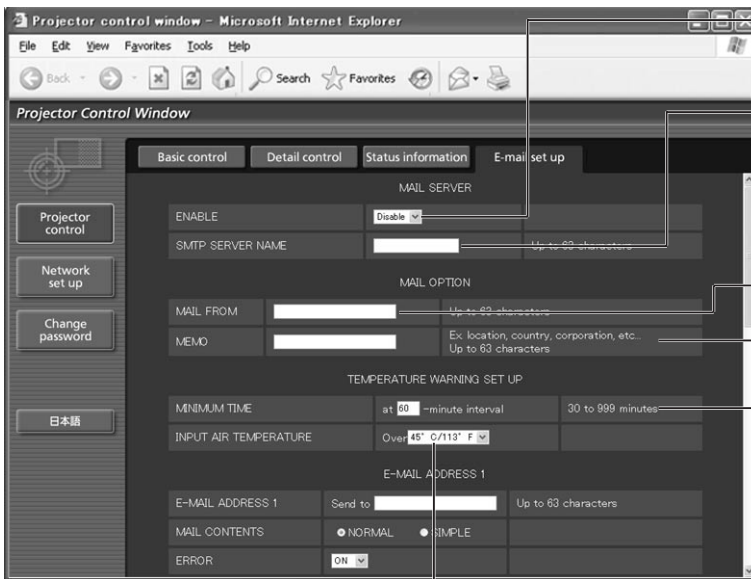 Projector control window - Microsoft Internet Explorer
File Edit View Favorites Tools Help
Back Search Favorites
Projector Control Window
Basic control Detail control Status information E-mail set up
MAIL SERVER
Projector control
ENABLE Disable
SMTP SERVER NAME Up to 63 characters
Network set up
MAIL OPTION
MAIL FROM Up to 63 characters
Change password
MEMO Ex. location, country, corporation, etc...
Up to 63 characters
TEMPERATURE WARNING SET UP
MINIMUM TIME at 60 -minute interval 30 to 999 minutes
日本語
INPUT AIR TEMPERATURE Over 45° C/113° F
E-MAIL ADDRESS 1
E-MAIL ADDRESS 1 Send to Up to 63 characters
MAIL CONTENTS NORMAL SIMPLE
ERROR ON